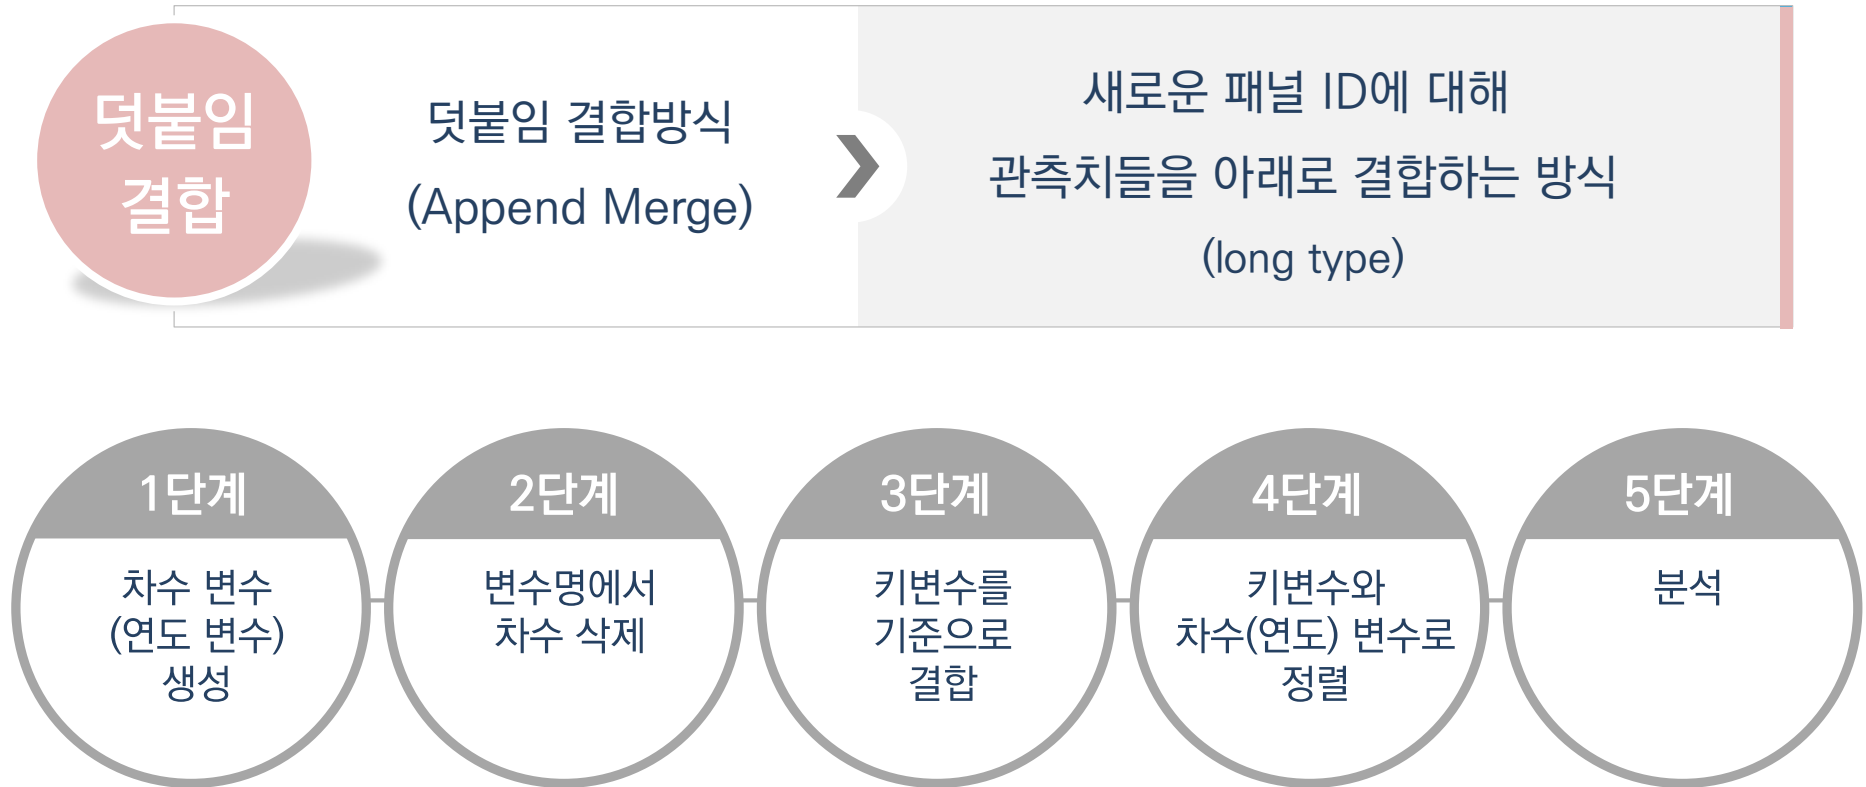 덧붙임
결합
덧붙임 결합방식
(Append Merge)
새로운 패널 ID에 대해
관측치들을 아래로 결합하는 방식
(long type)
1단계
차수 변수
(연도 변수)
생성
2단계
변수명에서
차수 삭제
3단계
키변수를
기준으로
결합
4단계
키변수와
차수(연도) 변수로
정렬
5단계
분석